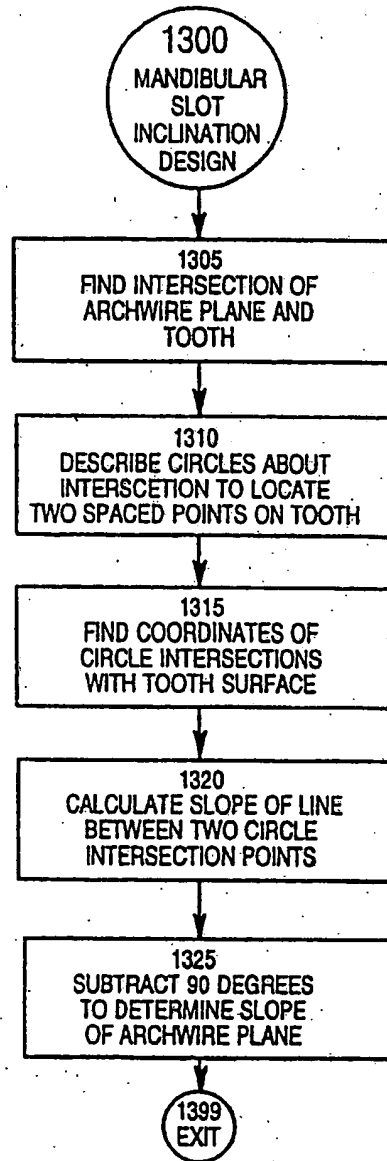 1300
MANDIBULAR
SLOT
INCLINATION
DESIGN
1305
FIND INTERSECTION OF
ARCHWIRE PLANE AND
TOOTH
1310
DESCRIBE CIRCLES ABOUT
INTERSCETION TO LOCATE
TWO SPACED POINTS ON TOOTH
1315
FIND COORDINATES OF
CIRCLE INTERSECTIONS
WITH TOOTH SURFACE
1320
CALCULATE SLOPE OF LINE
BETWEEN TWO CIRCLE
INTERSECTION POINTS
1325
SUBTRACT 90 DEGREES
TO DETERMINE SLOPE
OF ARCHWIRE PLANE
1399
EXIT